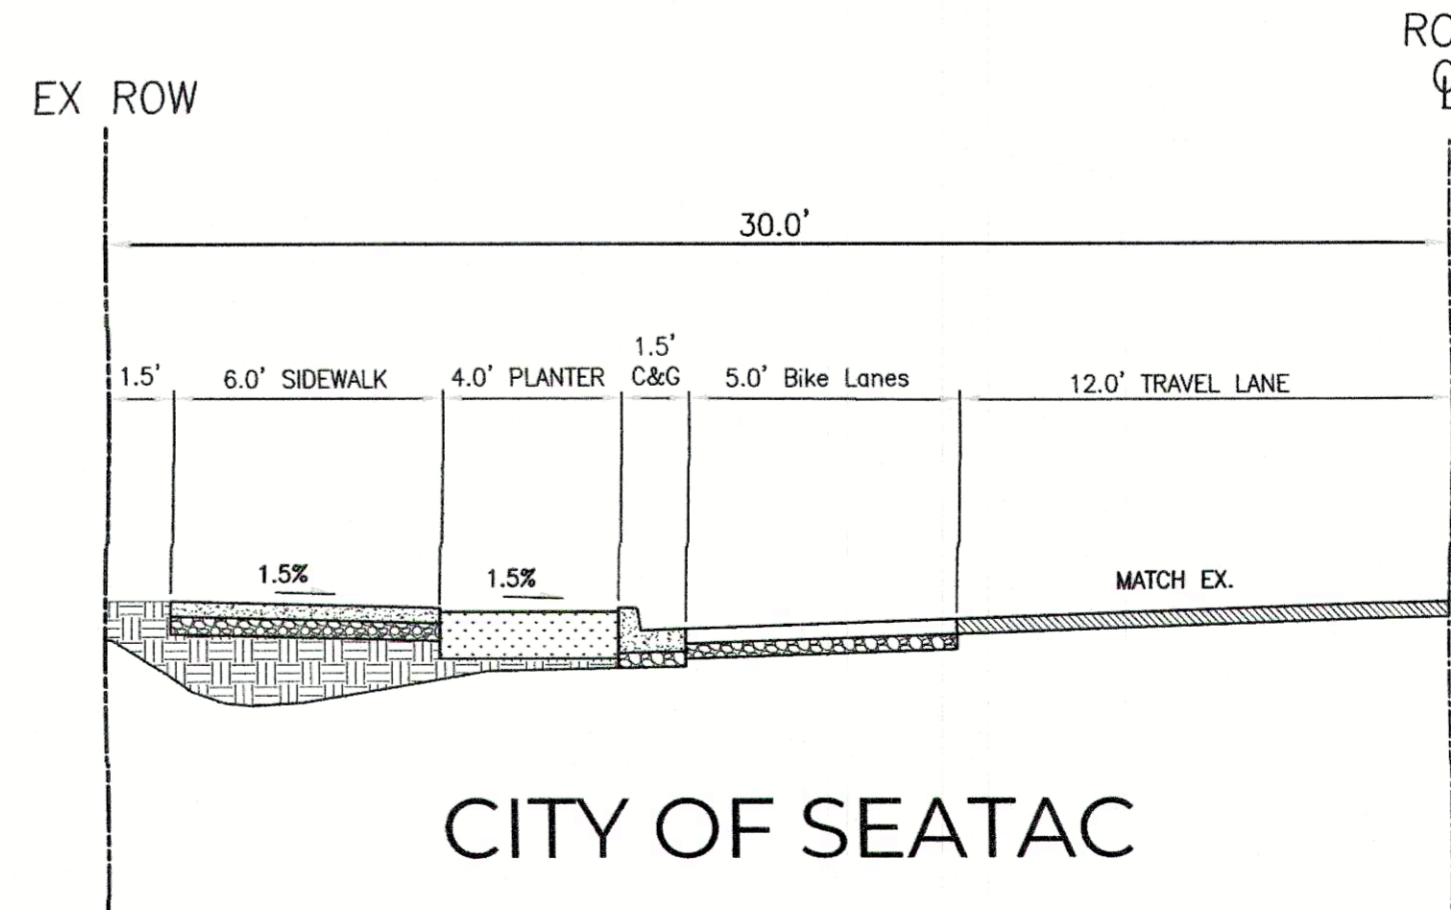 EX ROW
30.0'
1.5'
6.0' SIDEWALK
4.0' PLANTER
1.5'
C&G
5.0' Bike Lanes
12.0' TRAVEL LANE
1.5%
1.5%
MATCH EX.
CITY OF SEATAC